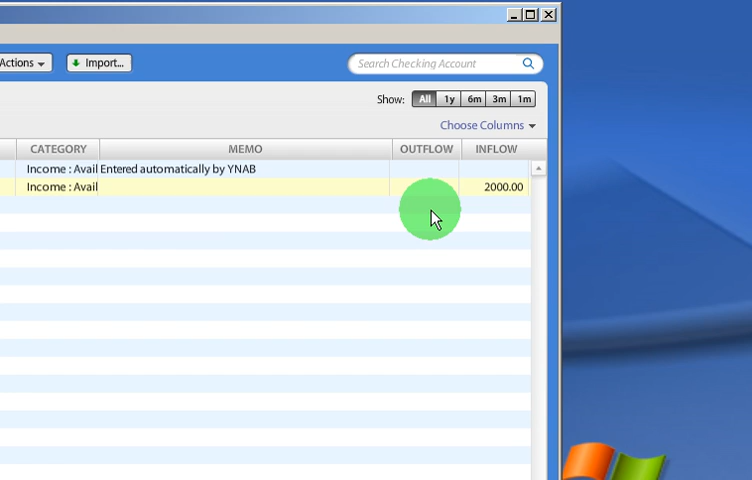 Actions
Import...
Search Checking Account
Show: All 1y 6m 3m 1m
Choose Columns
CATEGORY MEMO OUTFLOW INFLOW
Income : Avail Entered automatically by YNAB
Income : Avail 2000.00